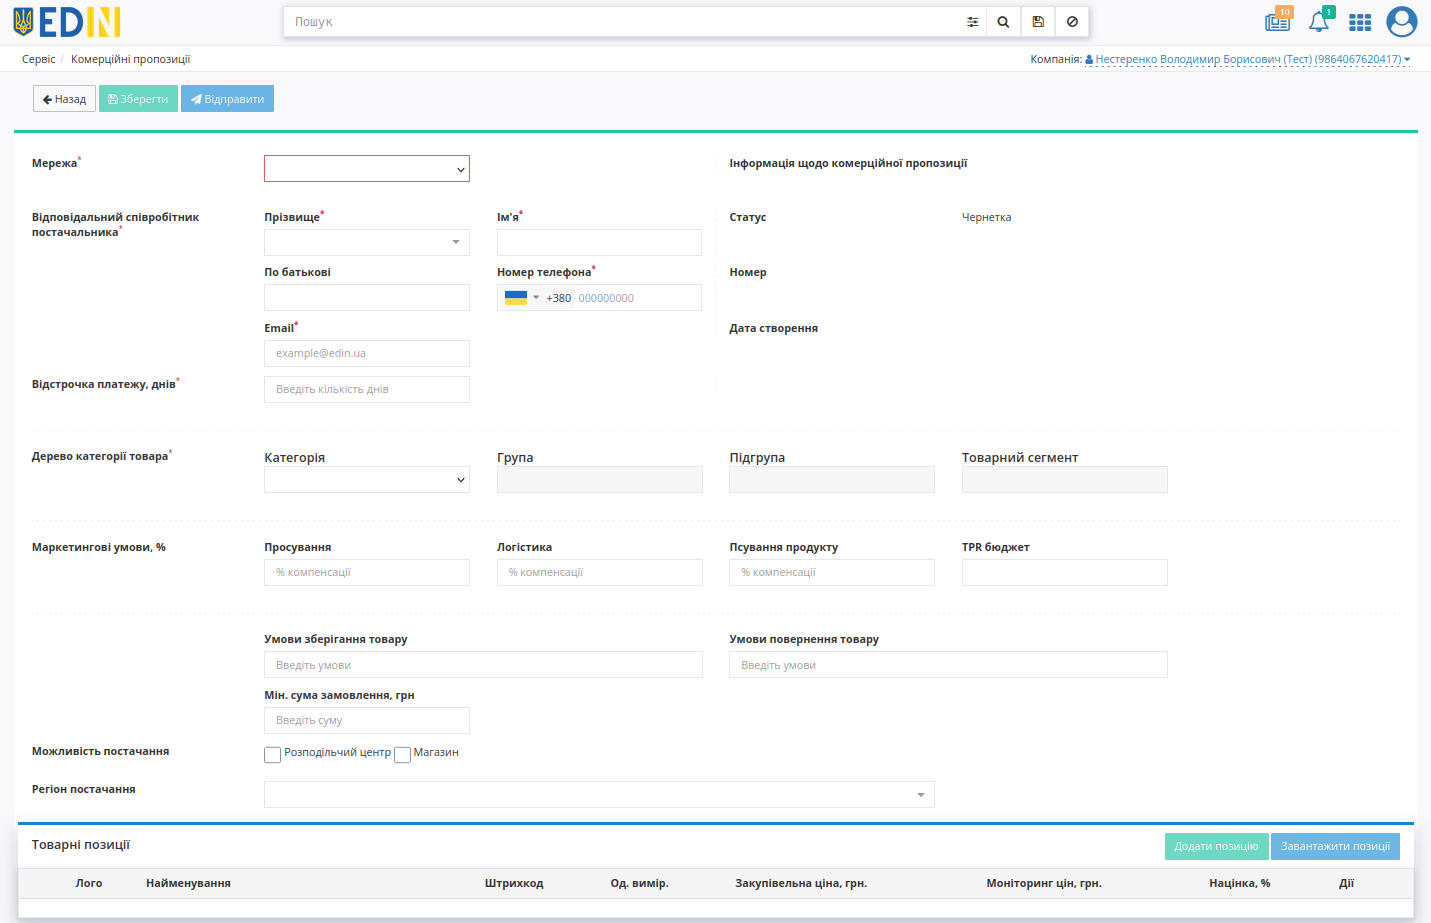 EDIN
Пошук
10
1
Сервіс / Комерційні пропозиції
Компанія: Нестеренко Володимир Борисович (Тест) (9864067620417)
Назад
Зберегти
Відправити
Мережа*
Інформація щодо комерційної пропозиції
Відповідальний співробітник
постачальника*
Прізвище*
Ім'я*
Статус
Чернетка
По батькові
Номер телефона*
Номер
+380 000000000
Email*
Дата створення
example@edin.ua
Відстрочка платежу, днів*
Введіть кількість днів
Дерево категорії товара*
Категорія
Група
Підгрупа
Товарний сегмент
Маркетингові умови, %
Просування
Логістика
Псування продукту
TPR бюджет
% компенсації
% компенсації
% компенсації
Умови зберігання товару
Умови повернення товару
Введіть умови
Введіть умови
Мін. сума замовлення, грн
Введіть суму
Можливість постачання
Розподільчий центр
Магазин
Регіон постачання
Товарні позиції
Додати позицію
Завантажити позиції
Лого
Найменування
Штрихкод
Од. вимір.
Закупівельна ціна, грн.
Моніторинг цін, грн.
Націнка, %
Дії